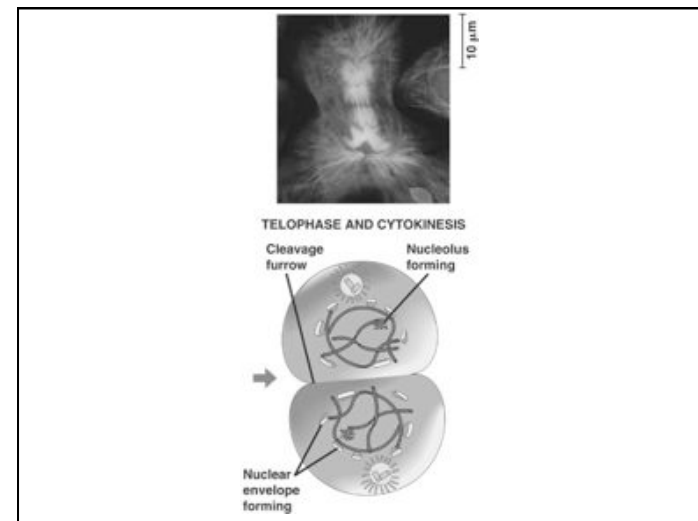 10 μm
TELOPHASE AND CYTOKINESIS
Cleavage
furrow
Nucleolus
forming
Nuclear
envelope
forming